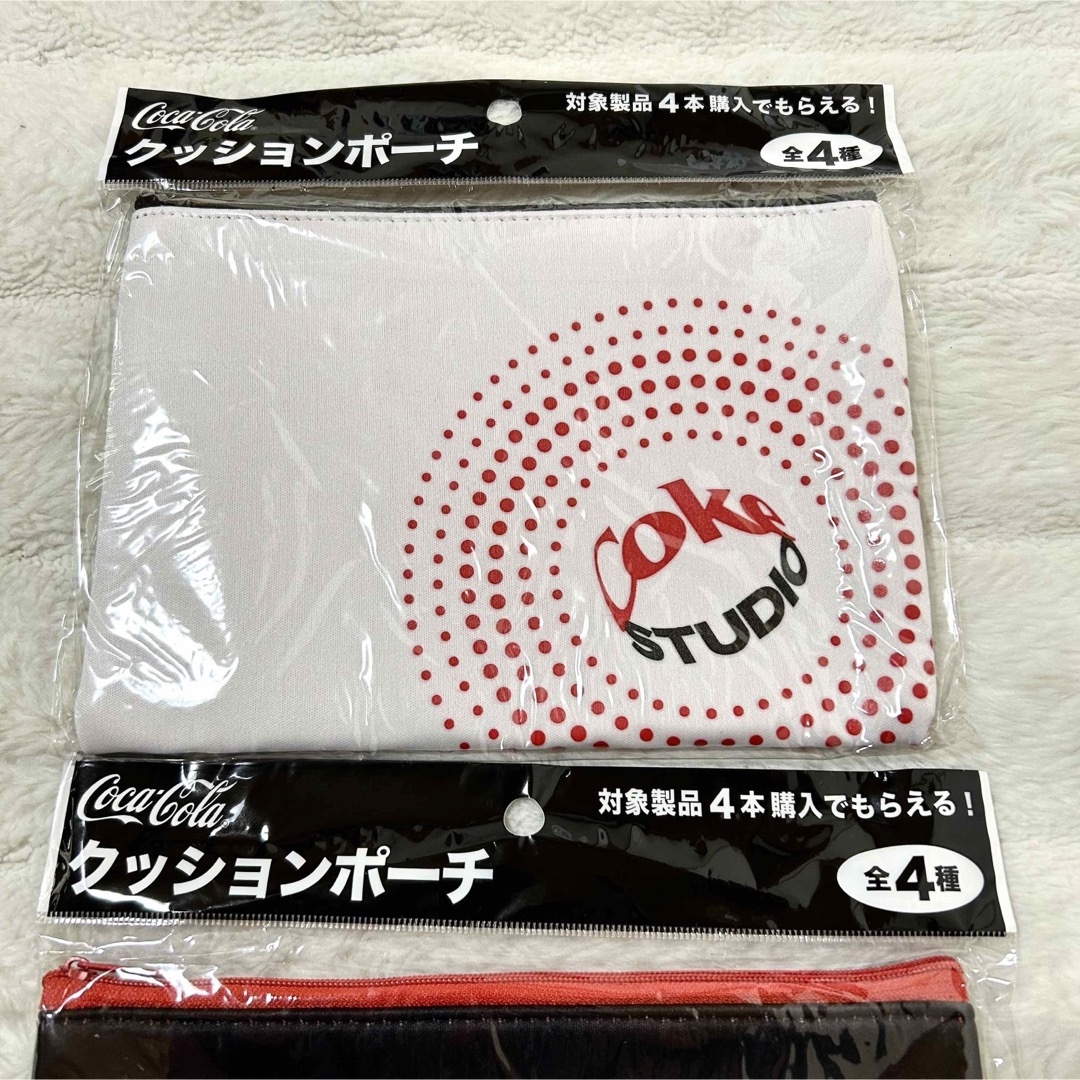 Coca-Cola
クッションポーチ
対象製品4本購入でもらえる!
全4種
Coke
STUDIO
Coca-Cola
クッションポーチ
対象製品4本購入でもらえる!
全4種